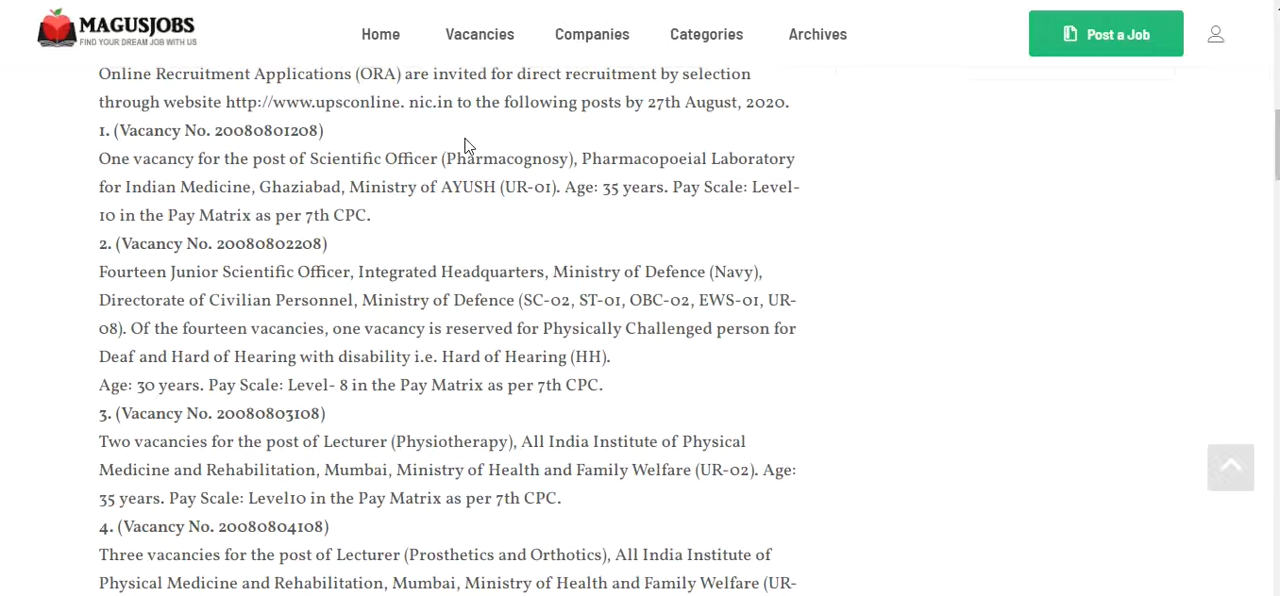 MAGUSJOBS
FIND YOUR DREAM JOB WITH US
Home
Vacancies
Companies
Categories
Archives
Post a Job
Online Recruitment Applications (ORA) are invited for direct recruitment by selection
through website http://www.upsconline. nic.in to the following posts by 27th August, 2020.
1. (Vacancy No. 20080801208)
One vacancy for the post of Scientific Officer (Pharmacognosy), Pharmacopoeial Laboratory
for Indian Medicine, Ghaziabad, Ministry of AYUSH (UR-01). Age: 35 years. Pay Scale: Level-
10 in the Pay Matrix as per 7th CPC.
2. (Vacancy No. 20080802208)
Fourteen Junior Scientific Officer, Integrated Headquarters, Ministry of Defence (Navy),
Directorate of Civilian Personnel, Ministry of Defence (SC-02, ST-01, OBC-02, EWS-01, UR-
08). Of the fourteen vacancies, one vacancy is reserved for Physically Challenged person for
Deaf and Hard of Hearing with disability i.e. Hard of Hearing (HH).
Age: 30 years. Pay Scale: Level- 8 in the Pay Matrix as per 7th CPC.
3. (Vacancy No. 20080803108)
Two vacancies for the post of Lecturer (Physiotherapy), All India Institute of Physical
Medicine and Rehabilitation, Mumbai, Ministry of Health and Family Welfare (UR-02). Age:
35 years. Pay Scale: Level10 in the Pay Matrix as per 7th CPC.
4. (Vacancy No. 20080804108)
Three vacancies for the post of Lecturer (Prosthetics and Orthotics), All India Institute of
Physical Medicine and Rehabilitation, Mumbai, Ministry of Health and Family Welfare (UR-